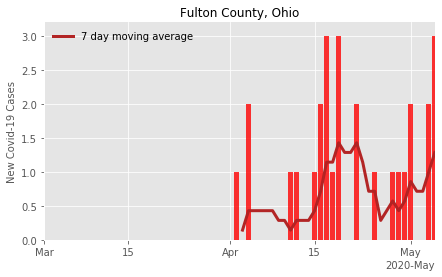 Fulton County, Ohio
7 day moving average
New Covid-19 Cases
3.0
2.5
2.0
1.5
1.0
0.5
0.0
Mar 15 Apr 15 May
2020-May